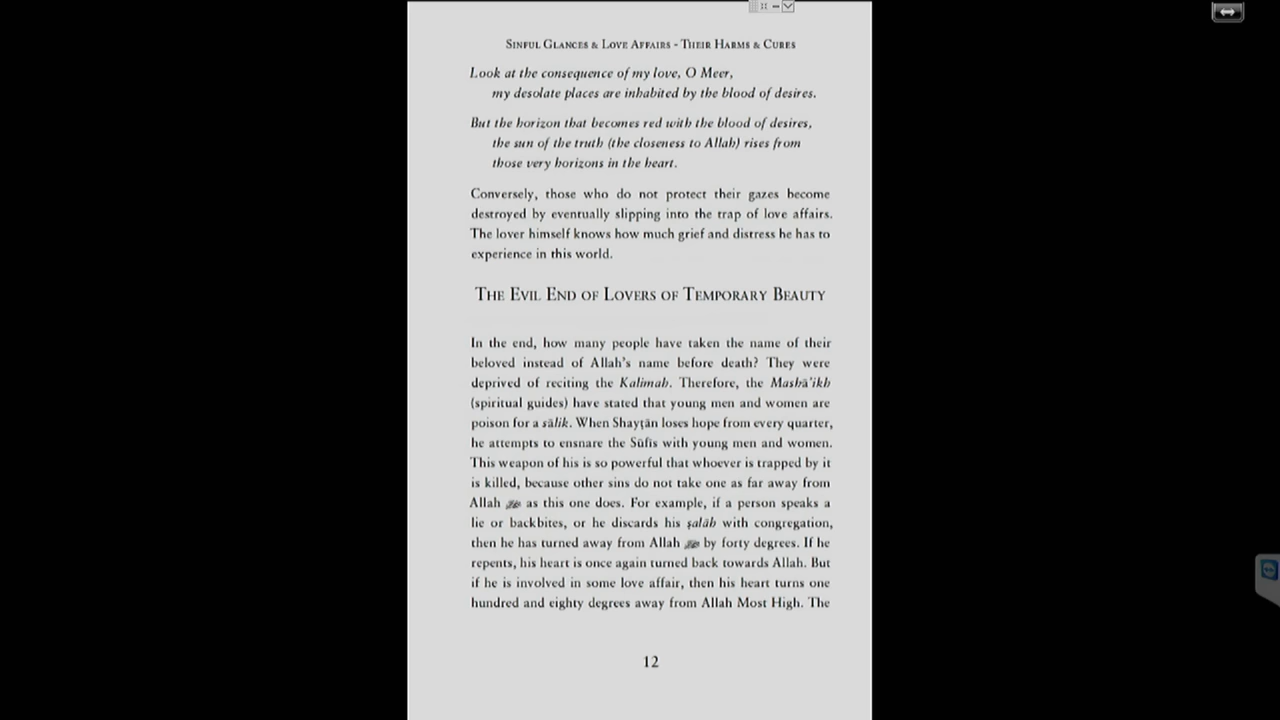 Sinful Glances & Love Affairs - Their Harms & Cures
Look at the consequence of my love, O Meer,
my desolate places are inhabited by the blood of desires.
But the horizon that becomes red with the blood of desires,
the sun of the truth (the closeness to Allah) rises from
those very horizons in the heart.
Conversely, those who do not protect their gazes become
destroyed by eventually slipping into the trap of love affairs.
The lover himself knows how much grief and distress he has to
experience in this world.
The Evil End of Lovers of Temporary Beauty
In the end, how many people have taken the name of their
beloved instead of Allah's name before death? They were
deprived of reciting the Kalimah. Therefore, the Mashā'ikh
(spiritual guides) have stated that young men and women are
poison for a sālik. When Shayṭān loses hope from every quarter,
he attempts to ensnare the Sūfīs with young men and women.
This weapon of his is so powerful that whoever is trapped by it
is killed, because other sins do not take one as far away from
Allah as this one does. For example, if a person speaks a
lie or backbites, or he discards his ṣalāh with congregation,
then he has turned away from Allah by forty degrees. If he
repents, his heart is once again turned back towards Allah. But
if he is involved in some love affair, then his heart turns one
hundred and eighty degrees away from Allah Most High. The
12